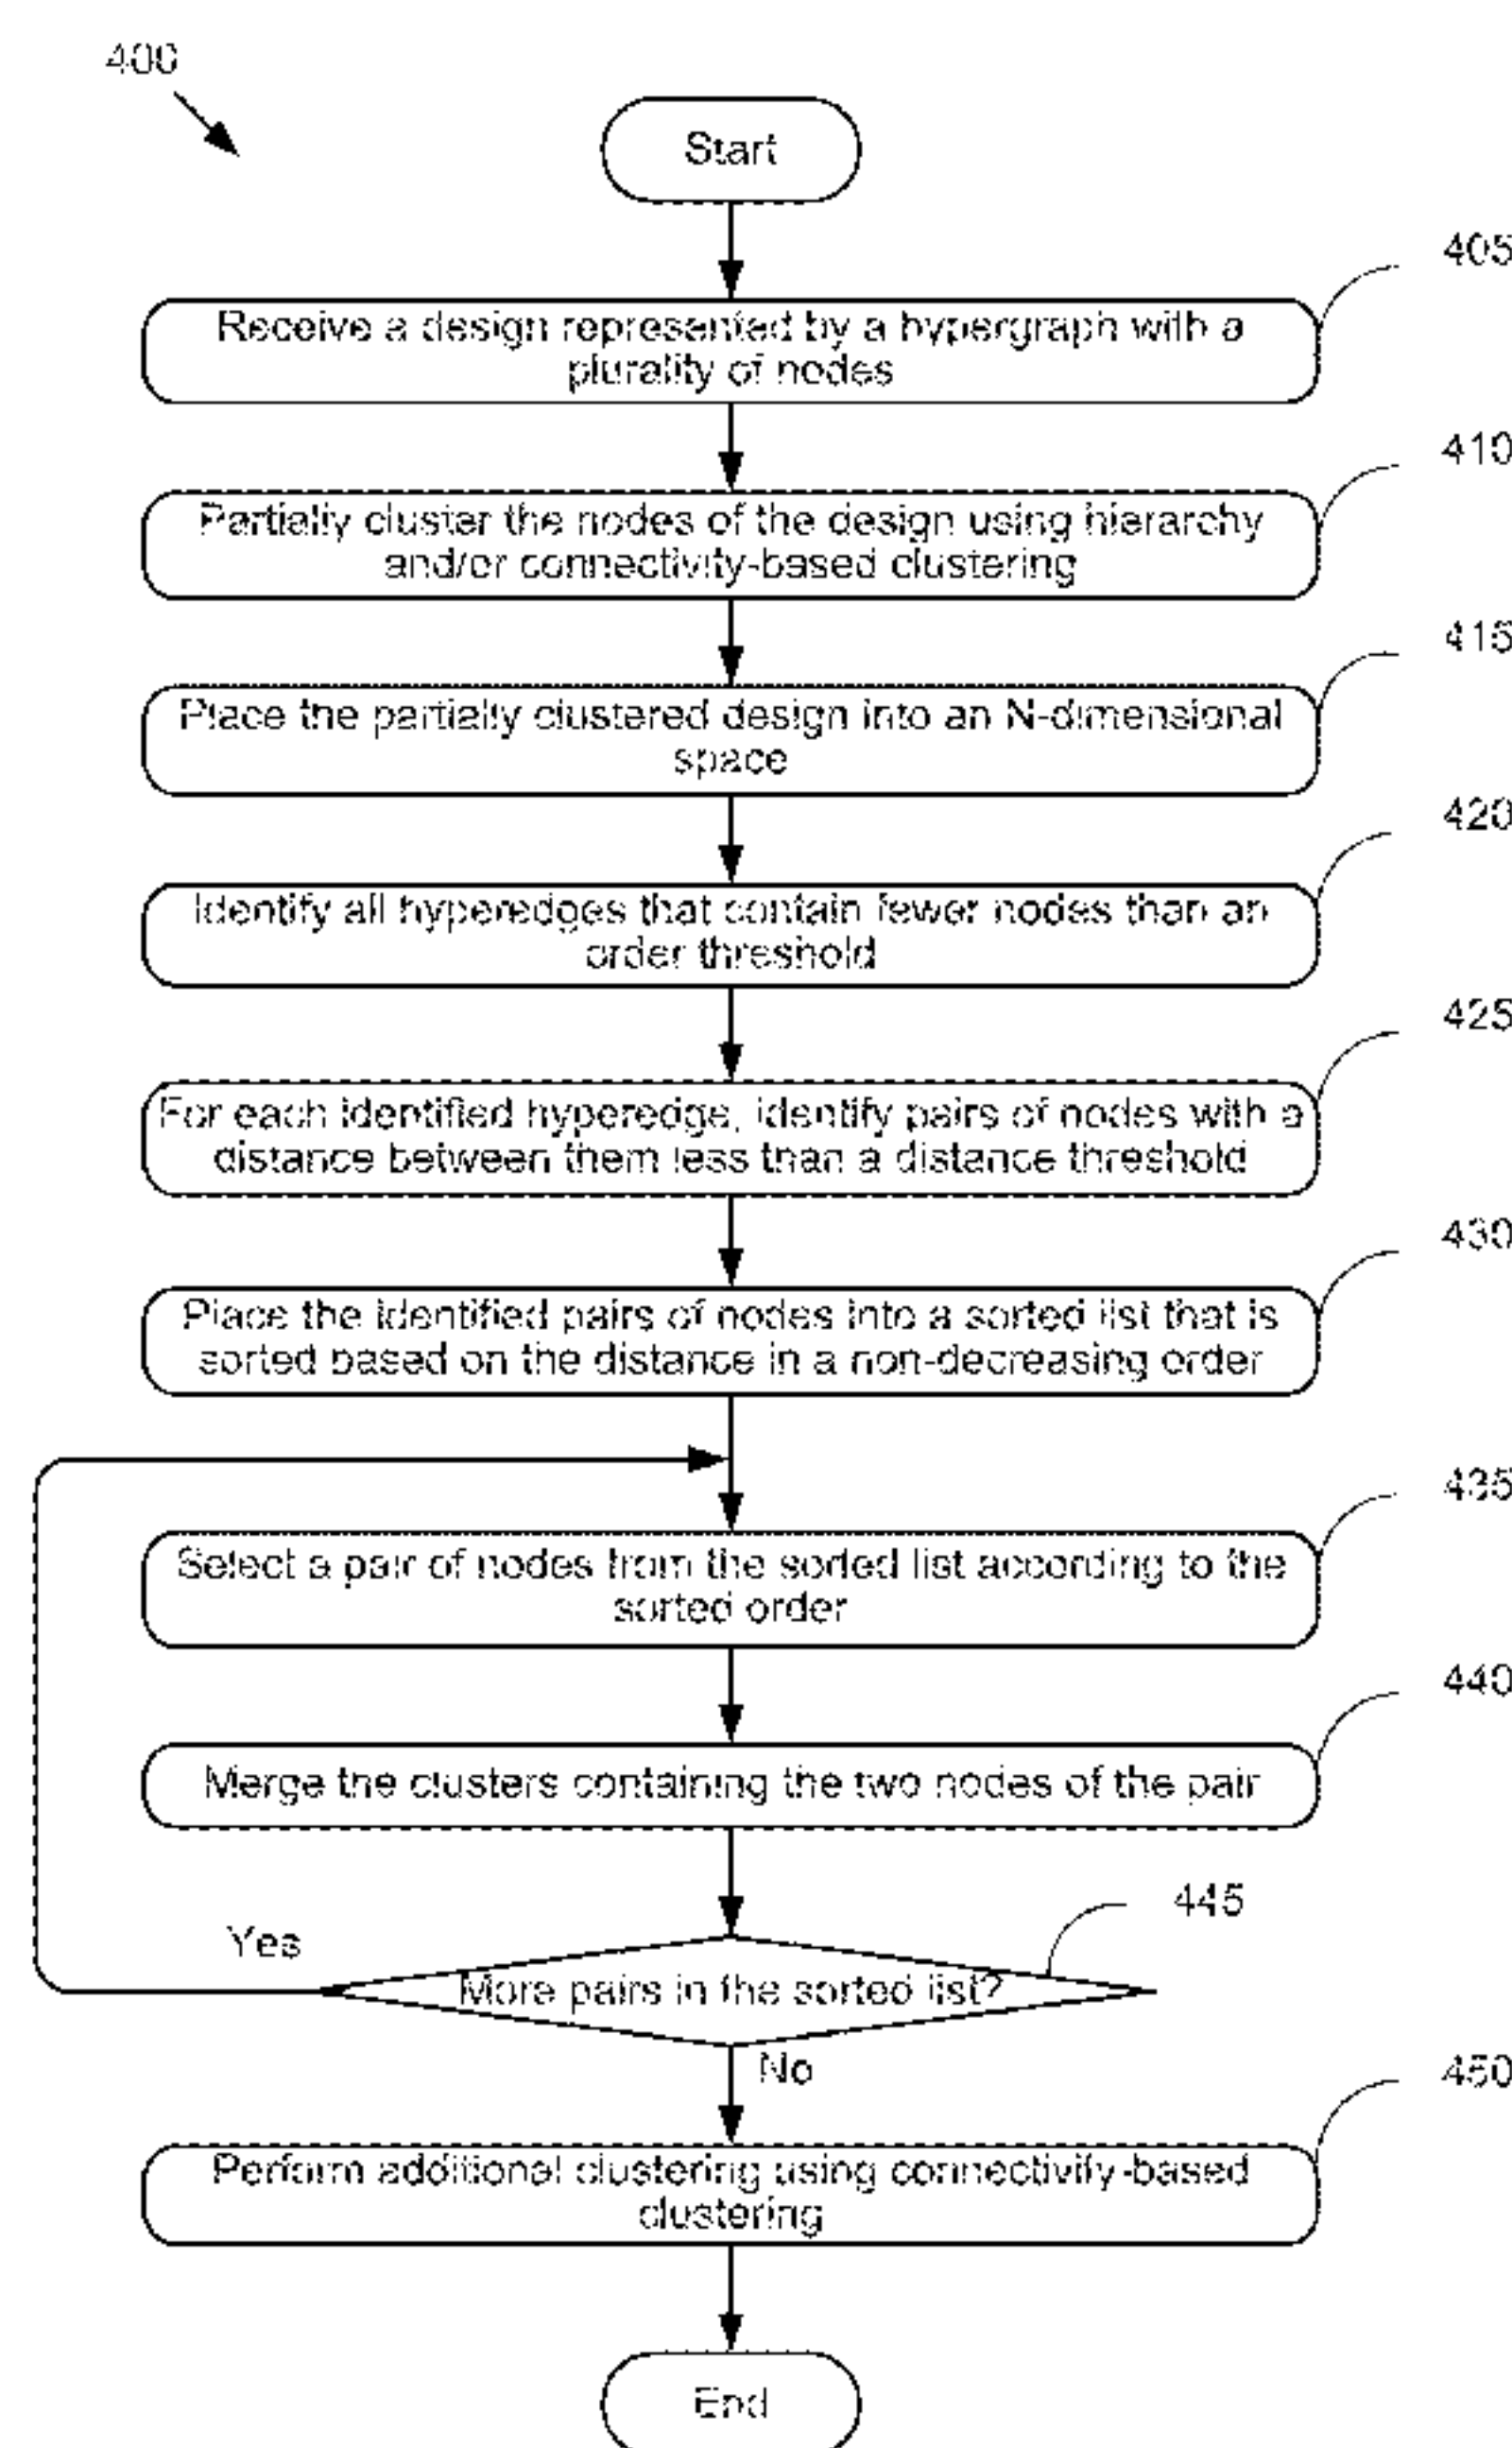 400
Start
405
Receive a design represented by a hypergraph with a
plurality of nodes
410
Partially cluster the nodes of the design using hierarchy
and/or connectivity-based clustering
415
Place the partially clustered design into an N-dimensional
space
420
Identify all hyperedges that contain fewer nodes than an
order threshold
425
For each identified hyperedge, identify pairs of nodes with a
distance between them less than a distance threshold
430
Place the identified pairs of nodes into a sorted list that is
sorted based on the distance in a non-decreasing order
435
Select a pair of nodes from the sorted list according to the
sorted order
440
Merge the clusters containing the two nodes of the pair
445
Yes
More pairs in the sorted list?
No
450
Perform additional clustering using connectivity-based
clustering
End